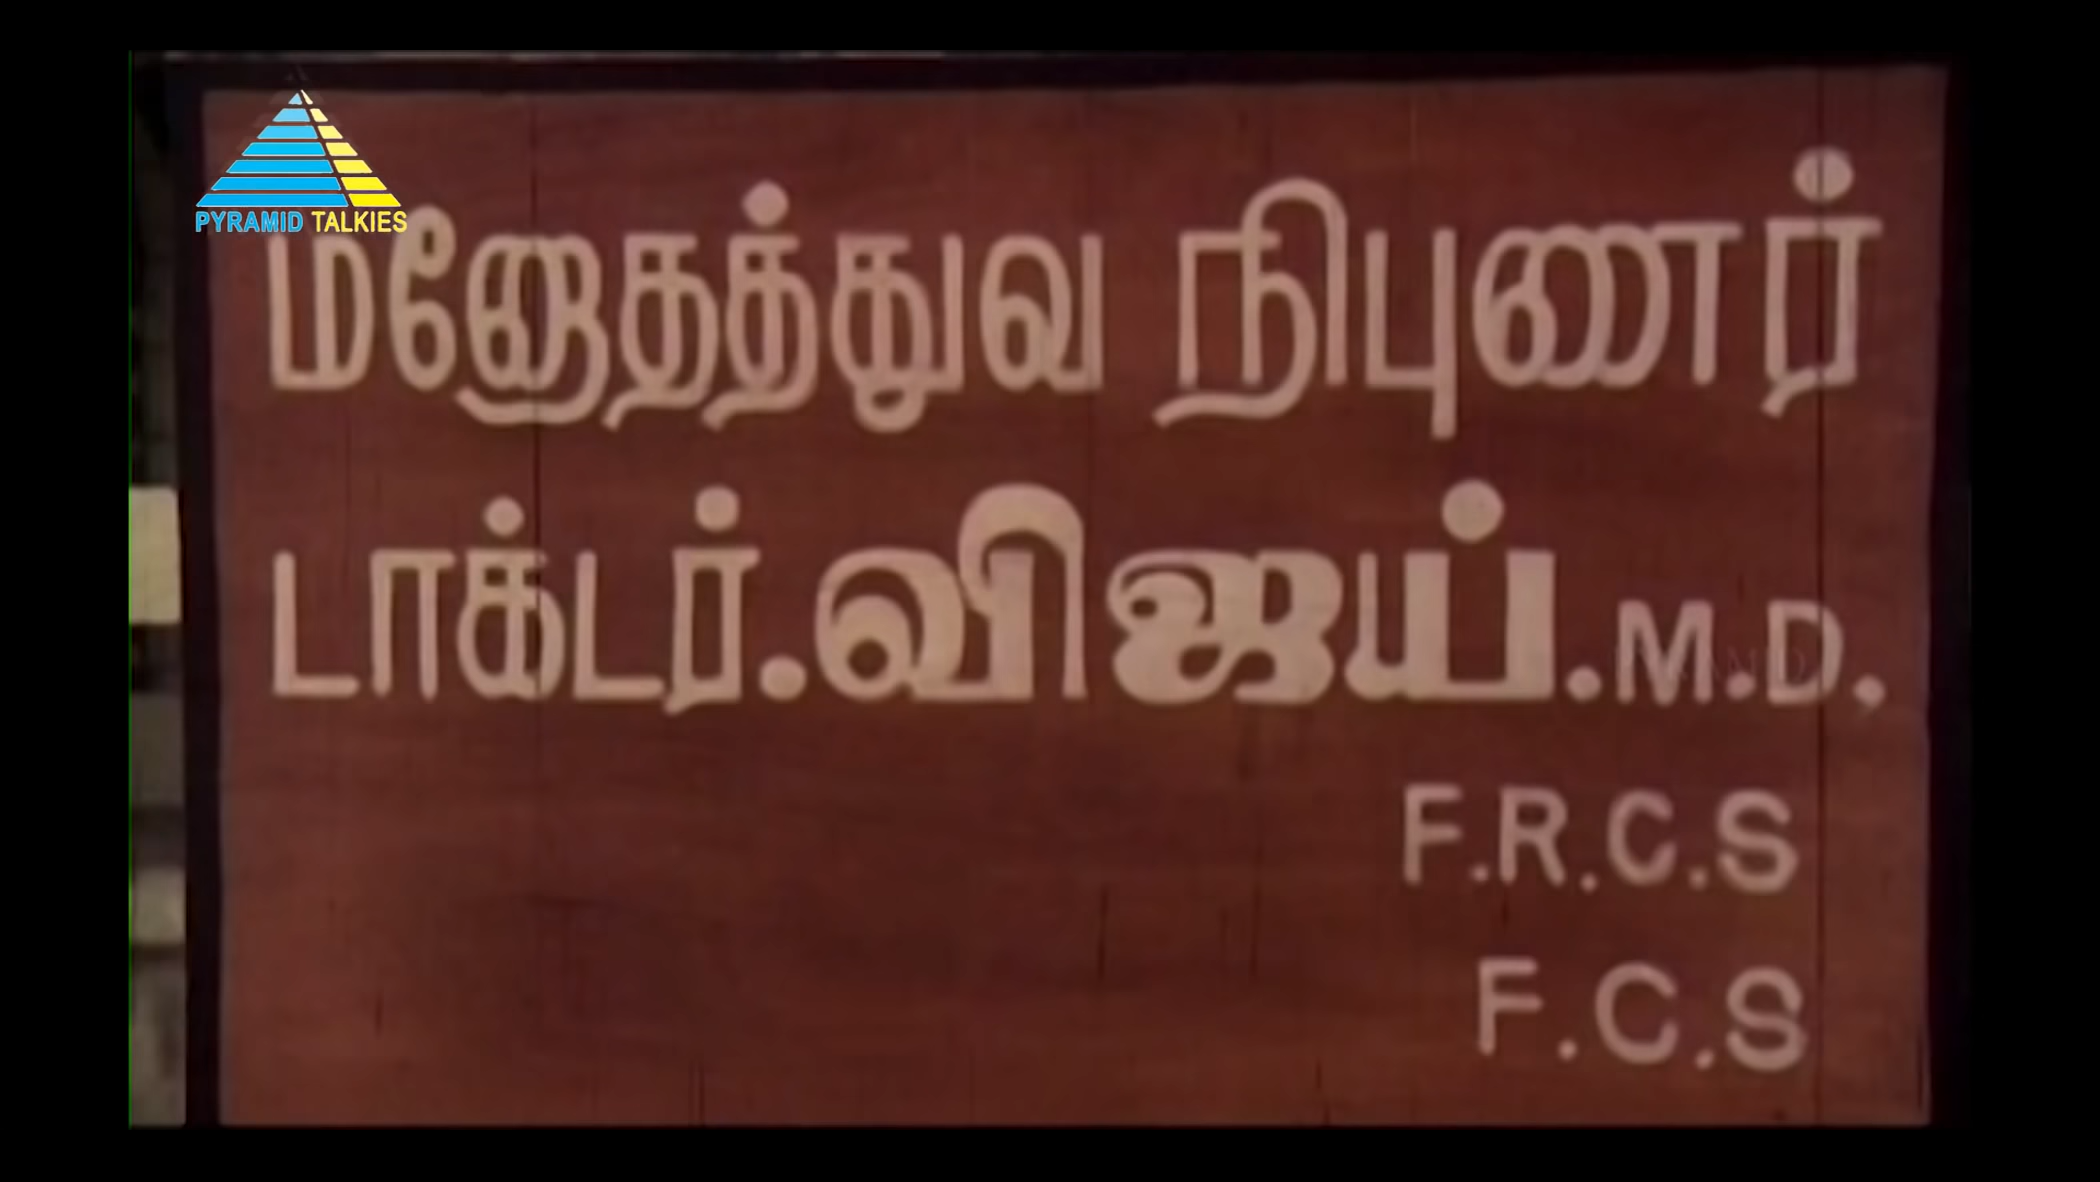 PYRAMID TALKIES
மனோதத்துவ நிபுணர்
டாக்டர்.விஜய்.M.D.,
F.R.C.S
F.C.S